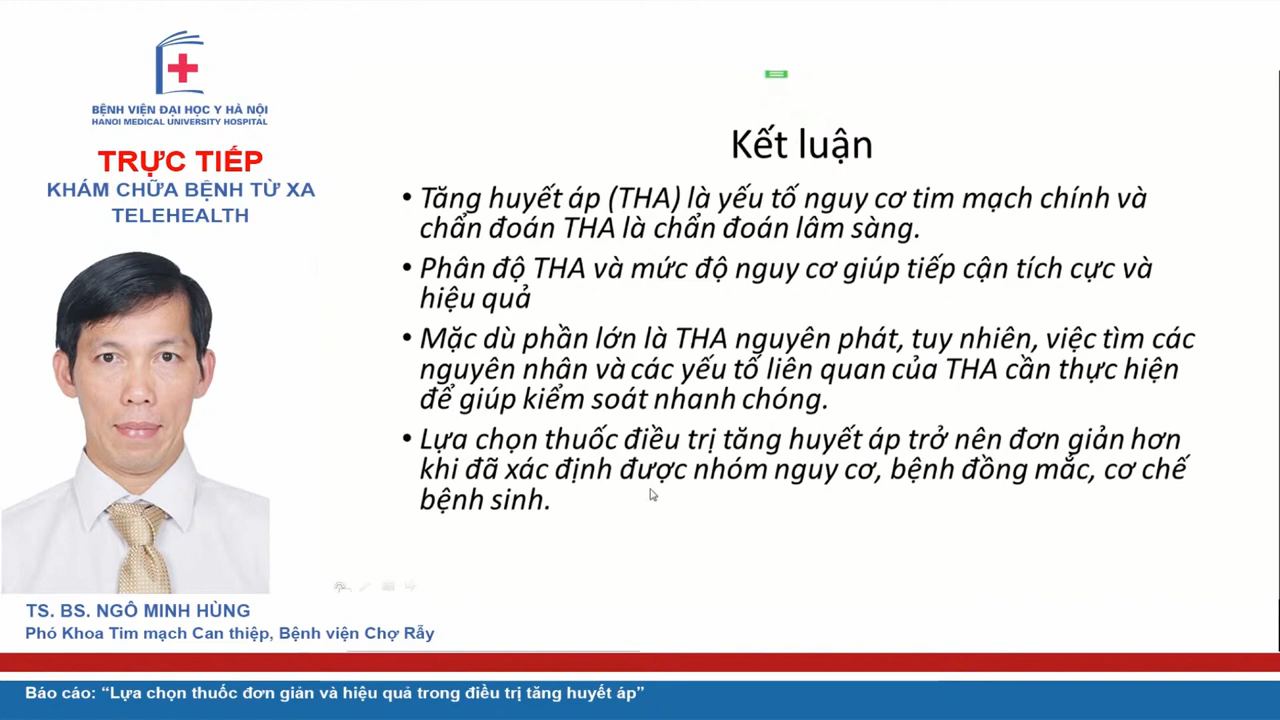 BỆNH VIỆN ĐẠI HỌC Y HÀ NỘI
HANOI MEDICAL UNIVERSITY HOSPITAL
TRỰC TIẾP
KHÁM CHỮA BỆNH TỪ XA
TELEHEALTH
Kết luận
• Tăng huyết áp (THA) là yếu tố nguy cơ tim mạch chính và
chẩn đoán THA là chẩn đoán lâm sàng.
• Phân độ THA và mức độ nguy cơ giúp tiếp cận tích cực và
hiệu quả
• Mặc dù phần lớn là THA nguyên phát, tuy nhiên, việc tìm các
nguyên nhân và các yếu tố liên quan của THA cần thực hiện
để giúp kiểm soát nhanh chóng.
• Lựa chọn thuốc điều trị tăng huyết áp trở nên đơn giản hơn
khi đã xác định được nhóm nguy cơ, bệnh đồng mắc, cơ chế
bệnh sinh.
TS. BS. NGÔ MINH HÙNG
Phó Khoa Tim mạch Can thiệp, Bệnh viện Chợ Rẫy
Báo cáo: “Lựa chọn thuốc đơn giản và hiệu quả trong điều trị tăng huyết áp”